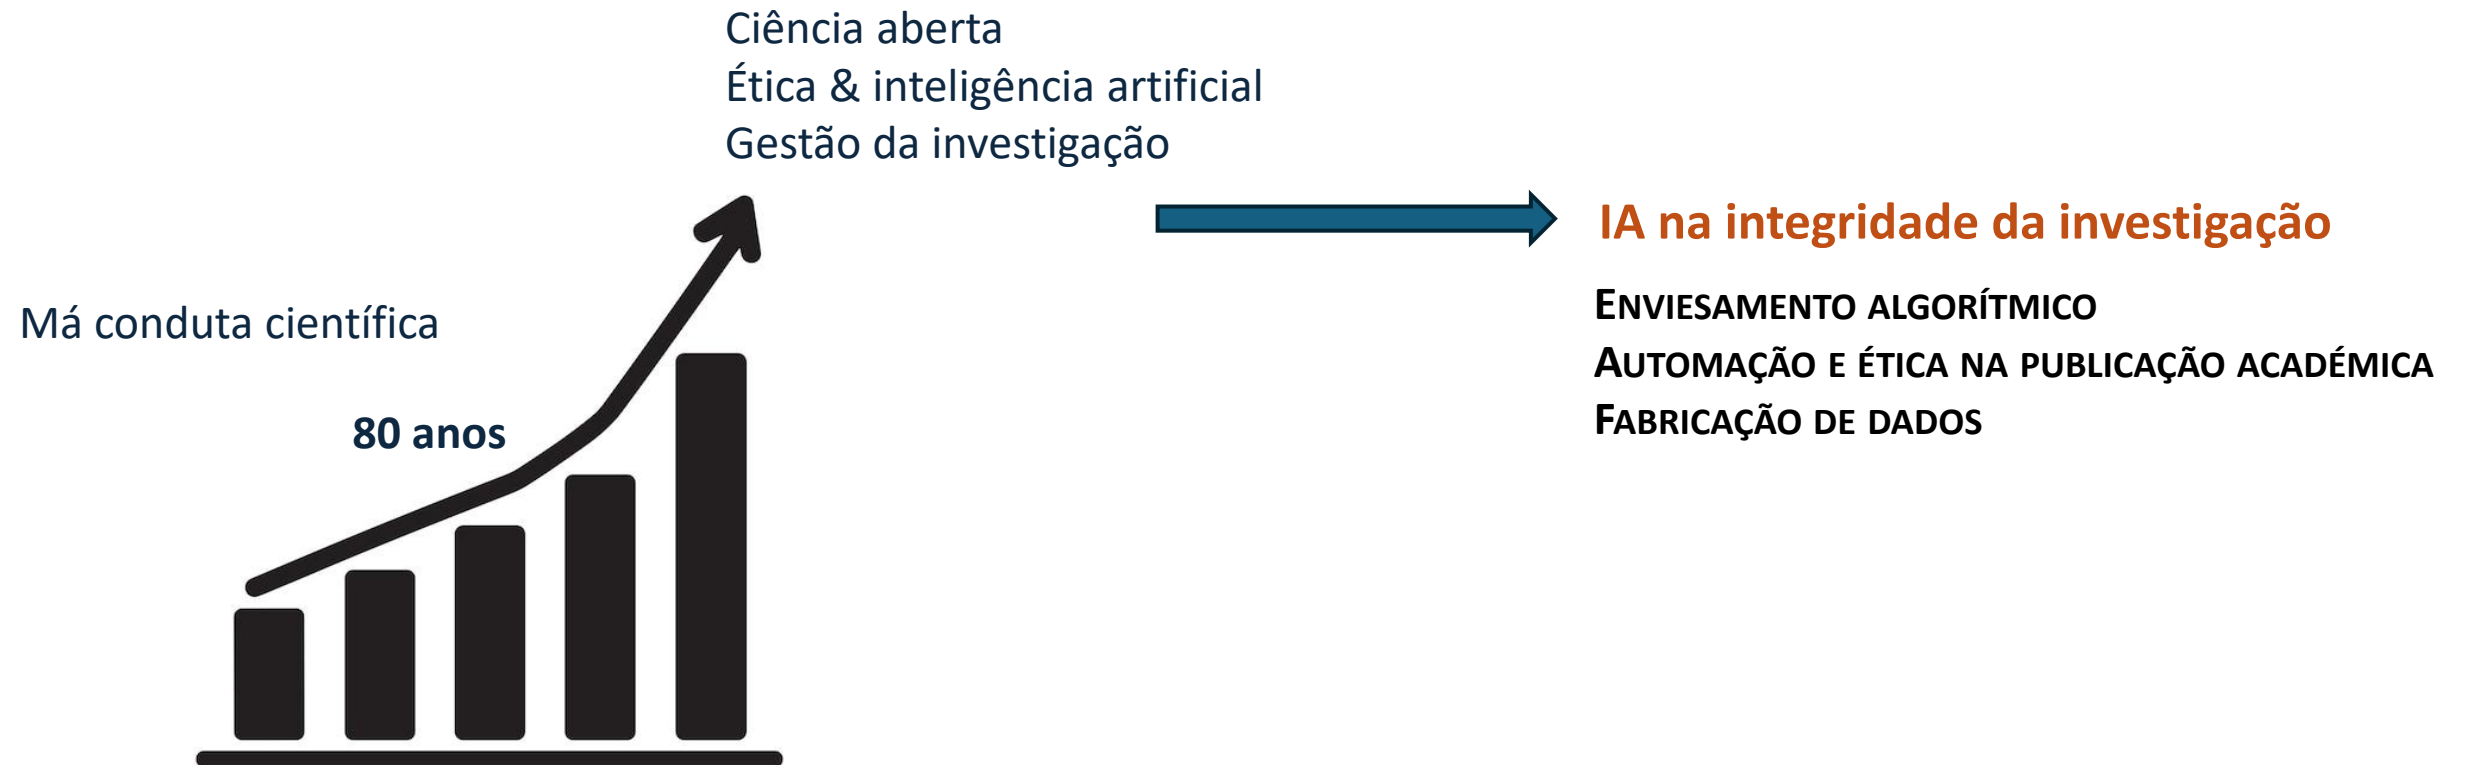 Ciência aberta
Ética & inteligência artificial
Gestão da investigação
Má conduta científica
80 anos
IA na integridade da investigação
ENVIESAMENTO ALGORÍTMICO
AUTOMAÇÃO E ÉTICA NA PUBLICAÇÃO ACADÉMICA
FABRICAÇÃO DE DADOS